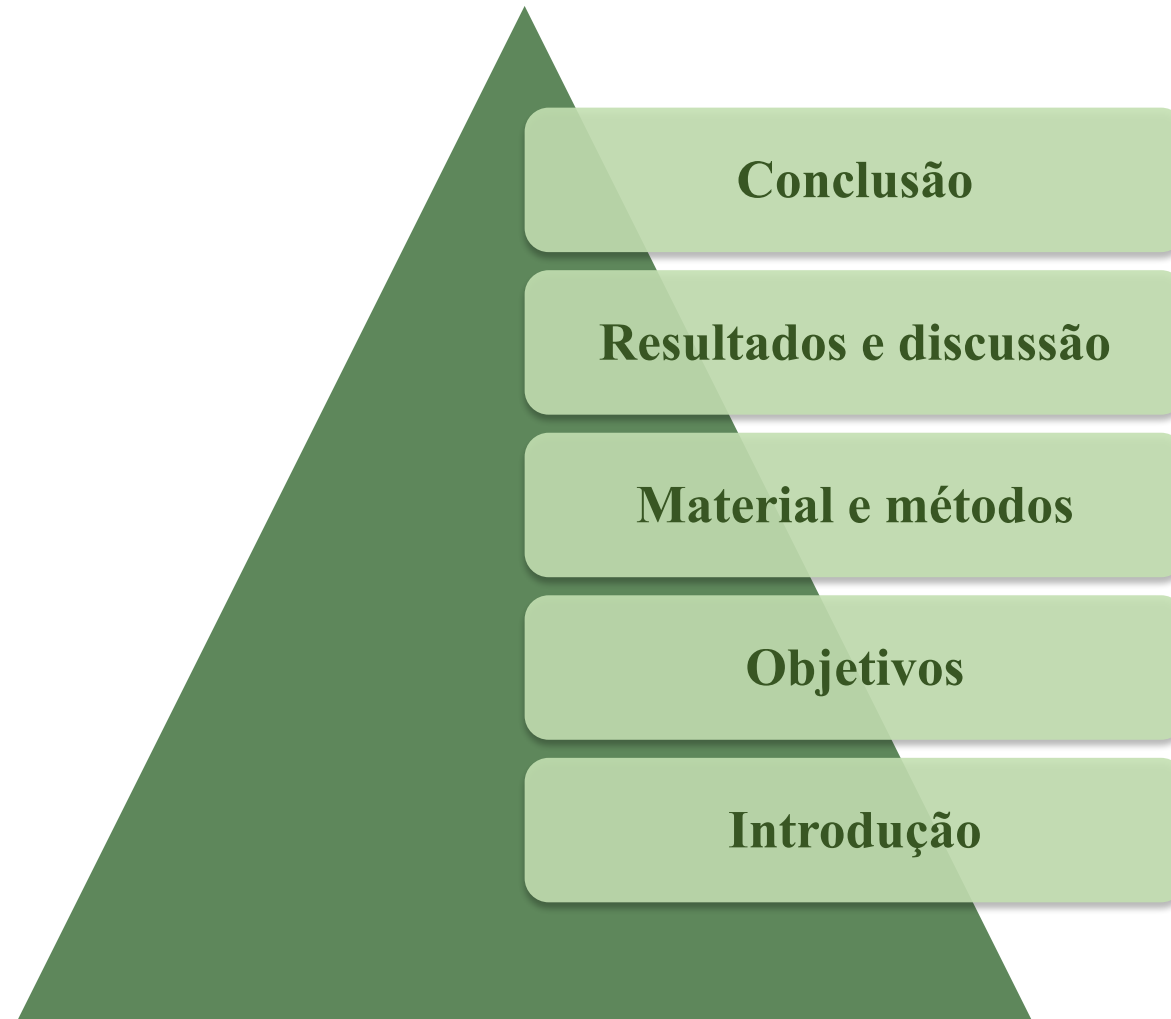 Conclusão
Resultados e discussão
Material e métodos
Objetivos
Introdução